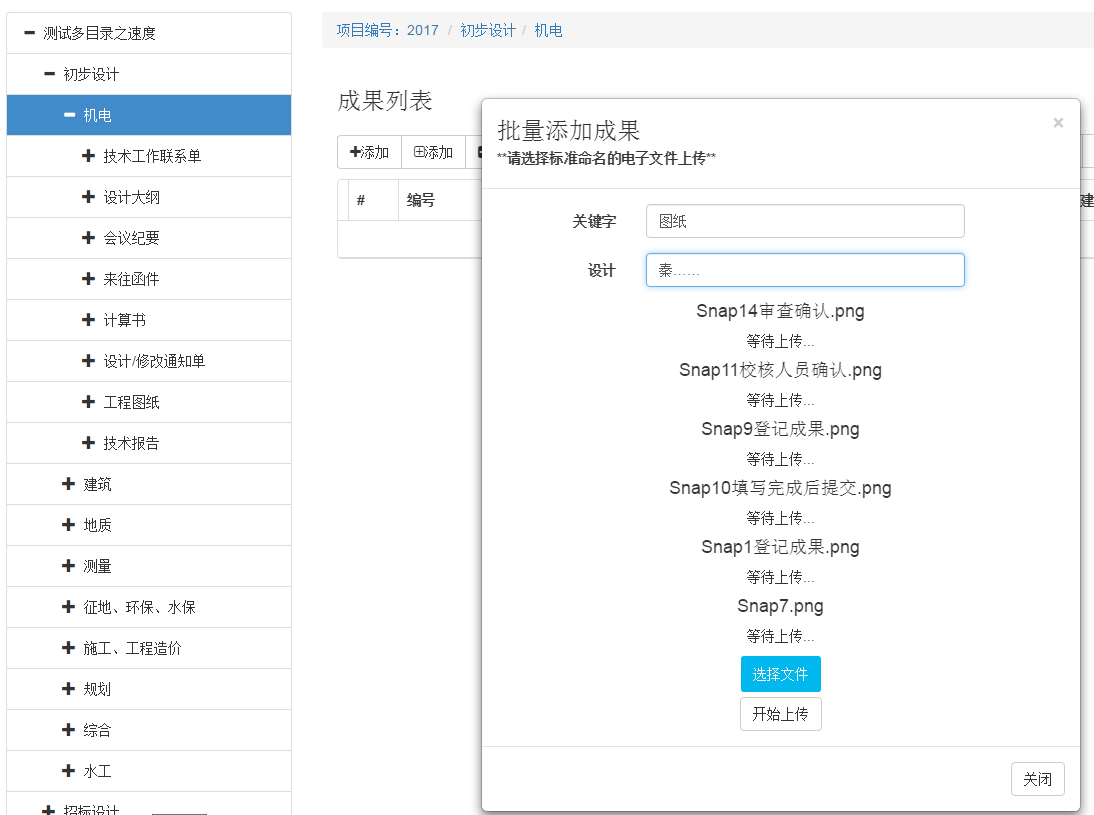 测试多目录之速度
初步设计
机电
技术工作联系单
设计大纲
会议纪要
来往函件
计算书
设计/修改通知单
工程图纸
技术报告
建筑
地质
测量
征地、环保、水保
施工、工程造价
规划
综合
水工
招标设计
项目编号：2017 / 初步设计 / 机电
成果列表
添加 添加
# 编号
建
批量添加成果 ×
**请选择标准命名的电子文件上传**
关键字 图纸
设计 秦……
Snap14审查确认.png
等待上传...
Snap11校核人员确认.png
等待上传...
Snap9登记成果.png
等待上传...
Snap10填写完成后提交.png
等待上传...
Snap1登记成果.png
等待上传...
Snap7.png
等待上传...
选择文件
开始上传
关闭